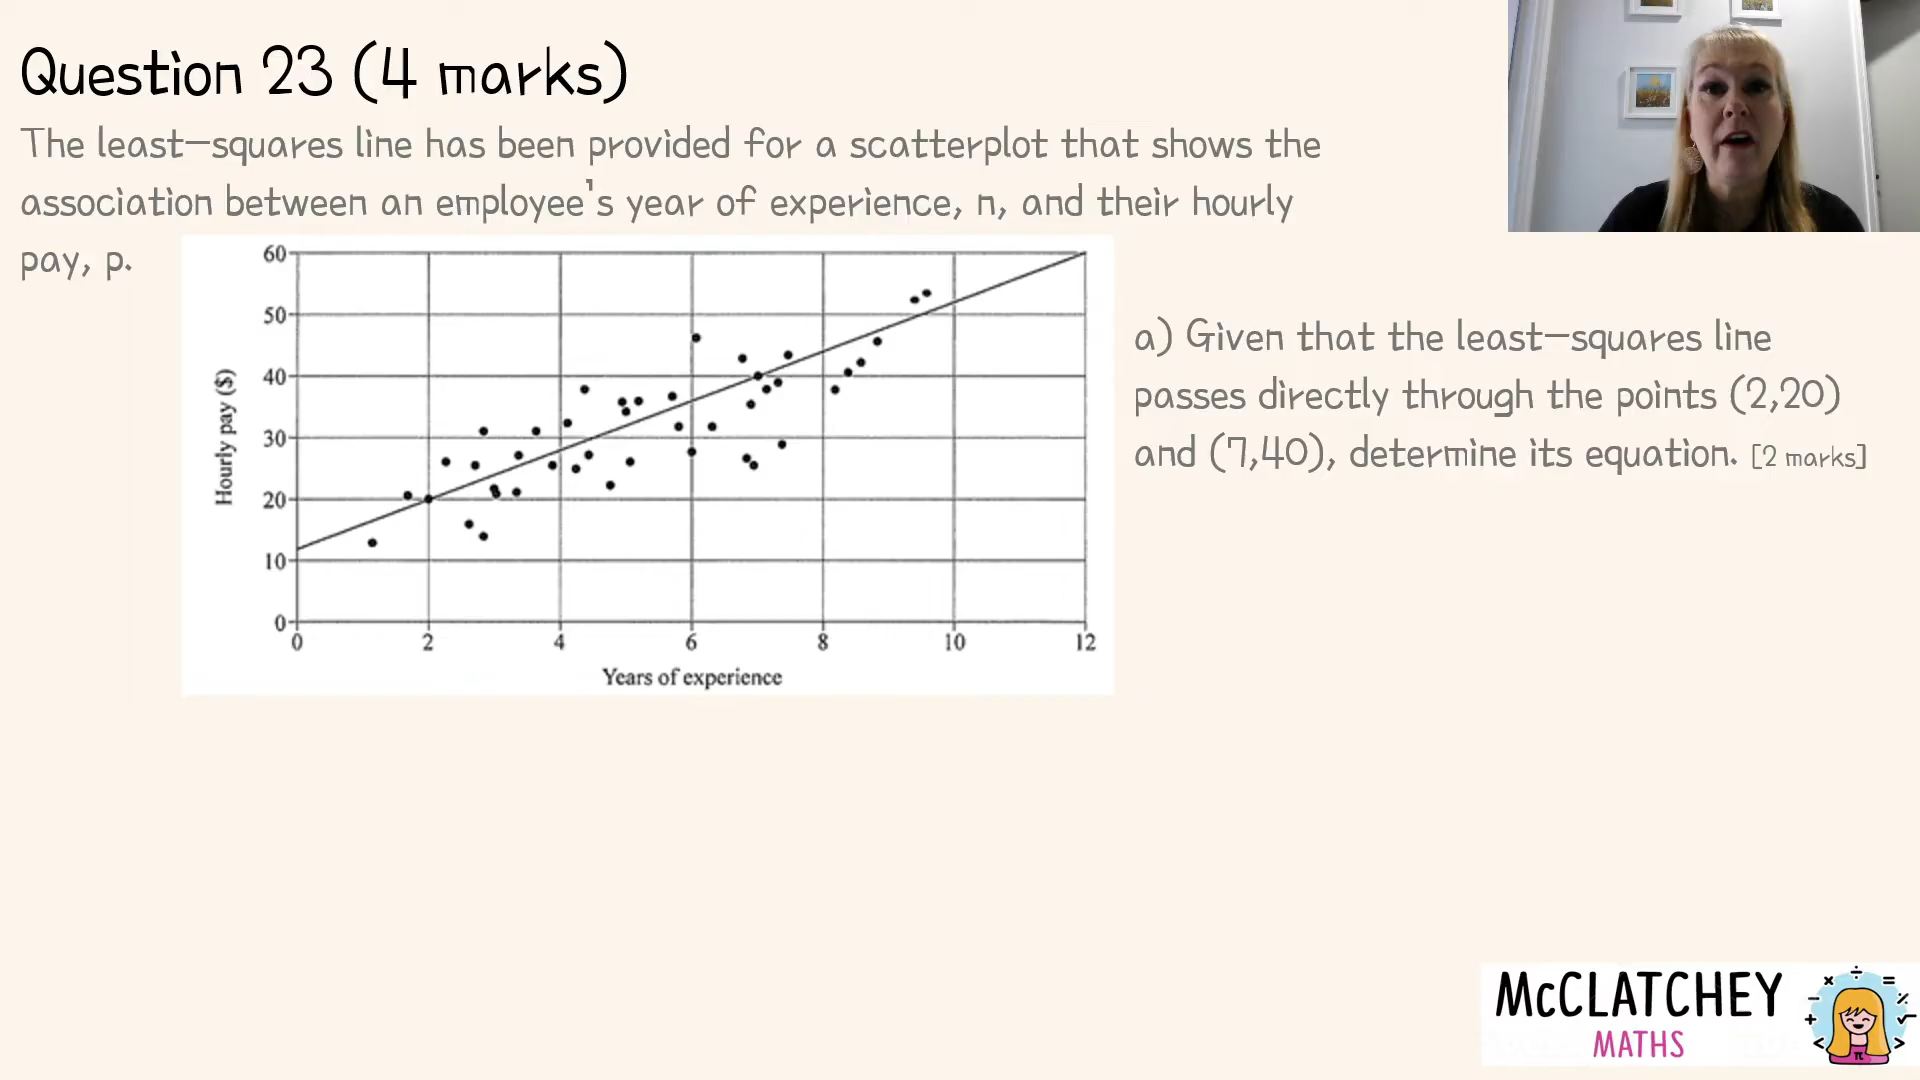 Question 23 (4 marks)
The least-squares line has been provided for a scatterplot that shows the
association between an employee's year of experience, n, and their hourly
pay, p.
60
50
40
30
20
10
0
Hourly pay ($)
0 2 4 6 8 10 12
Years of experience
a) Given that the least-squares line
passes directly through the points (2,20)
and (7,40), determine its equation. [2 marks]
McCLATCHEY
MATHS